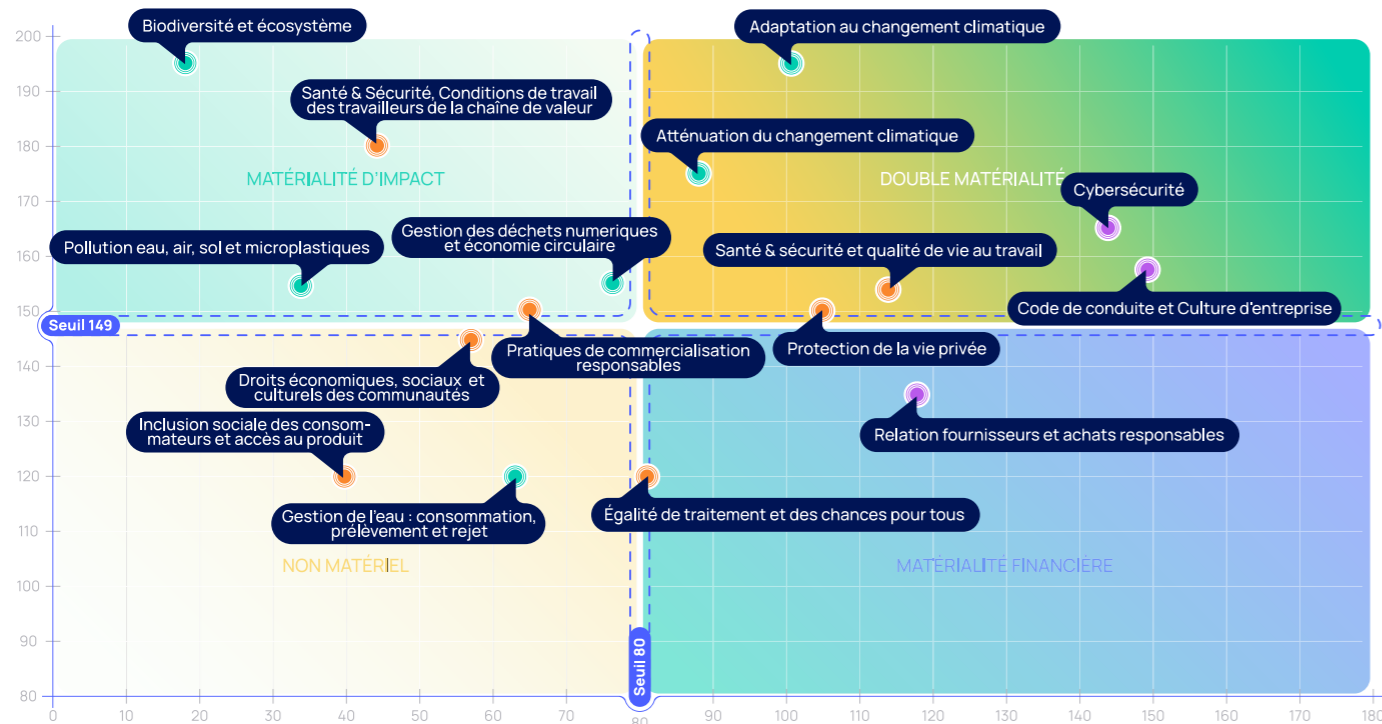 Biodiversité et écosystème
Adaptation au changement climatique
200
190
180
170
160
150
140
130
120
110
100
90
80
Santé & Sécurité, Conditions de travail
des travailleurs de la chaîne de valeur
Atténuation du changement climatique
MATÉRIALITÉ D'IMPACT
DOUBLE MATÉRIALITÉ
Cybersécurité
Gestion des déchets numeriques
et économie circulaire
Pollution eau, air, sol et microplastiques
Santé & sécurité et qualité de vie au travail
Code de conduite et Culture d'entreprise
Seuil 149
Pratiques de commercialisation
responsables
Protection de la vie privée
Droits économiques, sociaux et
culturels des communautés
Inclusion sociale des consom-
mateurs et accès au produit
Relation fournisseurs et achats responsables
Gestion de l'eau : consommation,
prélèvement et rejet
Égalité de traitement et des chances pour tous
NON MATÉRIEL
MATÉRIALITÉ FINANCIÈRE
Seuil 80
0 10 20 30 40 50 60 70 80 90 100 110 120 130 140 150 160 170 180